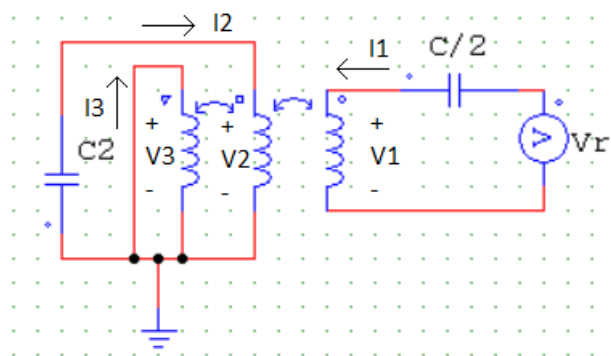 I2
I1
C/2
I3
C2
+
V3
-
+
V2
-
+
V1
-
V
Vr